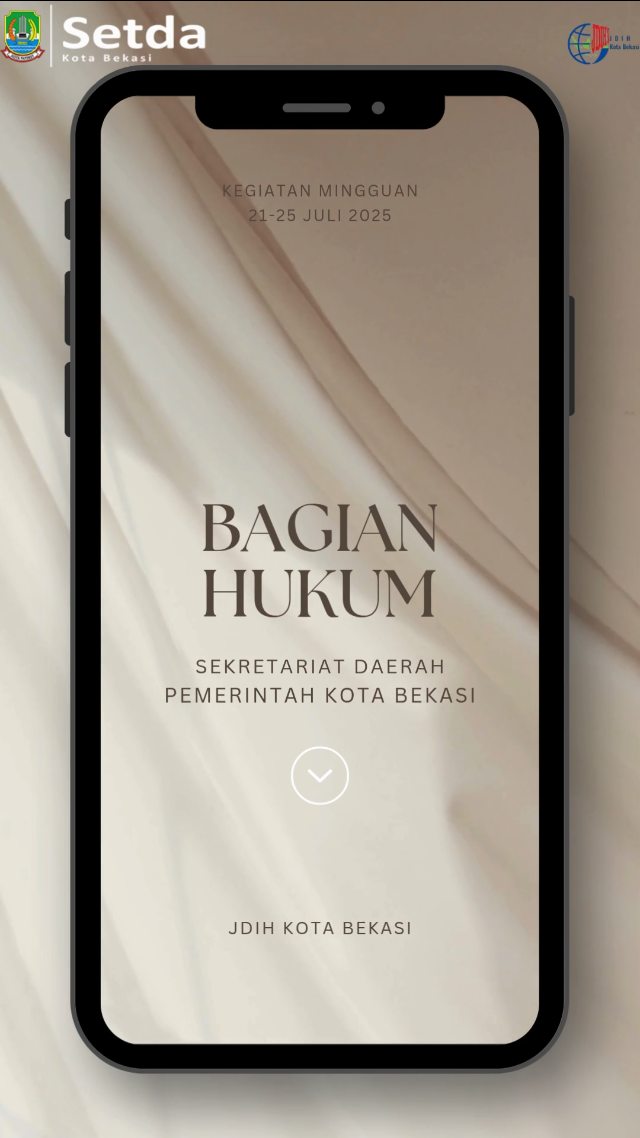 Setda
Kota Bekasi
JDIH
JDIH
Kota Bekasi
KEGIATAN MINGGUAN
21-25 JULI 2025
BAGIAN
HUKUM
SEKRETARIAT DAERAH
PEMERINTAH KOTA BEKASI
JDIH KOTA BEKASI